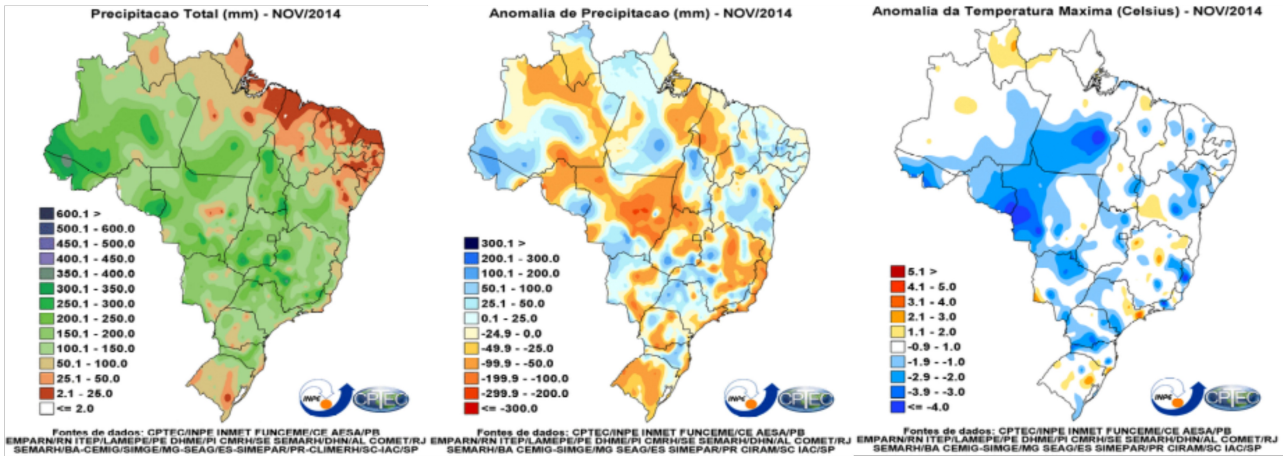 Precipitacao Total (mm) - NOV/2014
600.1 >
500.1 - 600.0
450.1 - 500.0
400.1 - 450.0
350.1 - 400.0
300.1 - 350.0
250.1 - 300.0
200.1 - 250.0
150.1 - 200.0
100.1 - 150.0
50.1 - 100.0
25.1 - 50.0
2.1 - 25.0
<= 2.0
INPE
CPTEC
Fontes de dados: CPTEC/INPE INMET FUNCEME/CE AESA/PB
EMPARN/RN ITEP/LAMEPE/PE DHME/PI CMRH/SE SEMARH/DHN/AL COMET/RJ
SEMARH/BA-CEMIG/SIMGE/MG-SEAG/ES-SIMEPAR/PR-CLIMERH/SC-IAC/SP
Anomalia de Precipitacao (mm) - NOV/2014
300.1 >
200.1 - 300.0
100.1 - 200.0
50.1 - 100.0
25.1 - 50.0
0.1 - 25.0
-24.9 - 0.0
-49.9 - -25.0
-99.9 - -50.0
-199.9 - -100.0
-299.9 - -200.0
<= -300.0
INPE
CPTEC
Fontes de dados: CPTEC/INPE INMET FUNCEME/CE AESA/PB
EMPARN/RN ITEP/LAMEPE/PE DHME/PI CMRH/SE SEMARH/DHN/AL COMET/RJ
SEMARH/BA CEMIG-SIMGE/MG SEAG/ES SIMEPAR/PR CIRAM/SC IAC/SP
Anomalia da Temperatura Maxima (Celsius) - NOV/2014
5.1 >
4.1 - 5.0
3.1 - 4.0
2.1 - 3.0
1.1 - 2.0
-0.9 - 1.0
-1.9 - -1.0
-2.9 - -2.0
-3.9 - -3.0
<= -4.0
INPE
CPTEC
Fontes de dados: CPTEC/INPE INMET FUNCEME/CE AESA/PB
EMPARN/RN ITEP/LAMEPE/PE DHME/PI CMRH/SE SEMARH/DHN/AL COMET/RJ
SEMARH/BA CEMIG-SIMGE/MG SEAG/ES SIMEPAR/PR CIRAM/SC IAC/SP